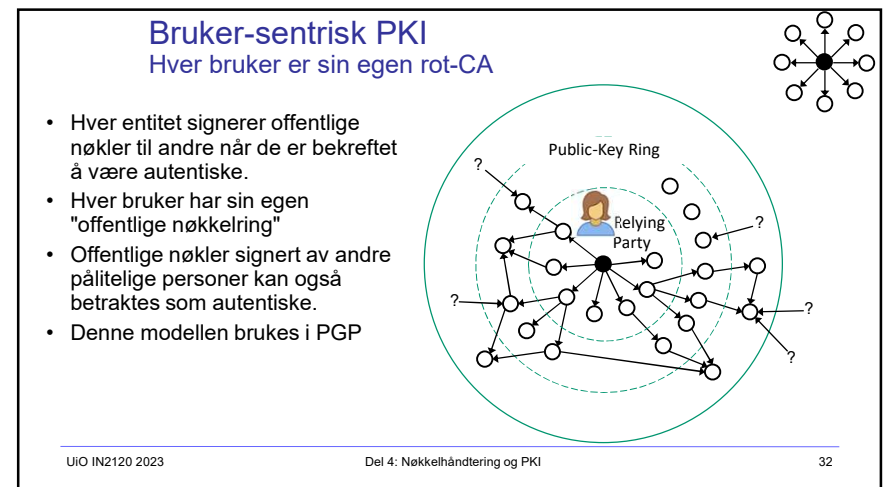 Bruker-sentrisk PKI
Hver bruker er sin egen rot-CA
• Hver entitet signerer offentlige
nøkler til andre når de er bekreftet
å være autentiske.
• Hver bruker har sin egen
"offentlige nøkkelring"
• Offentlige nøkler signert av andre
pålitelige personer kan også
betraktes som autentiske.
• Denne modellen brukes i PGP
Public-Key Ring
?
Relying
Party
?
?
?
?
UiO IN2120 2023
Del 4: Nøkkelhåndtering og PKI
32